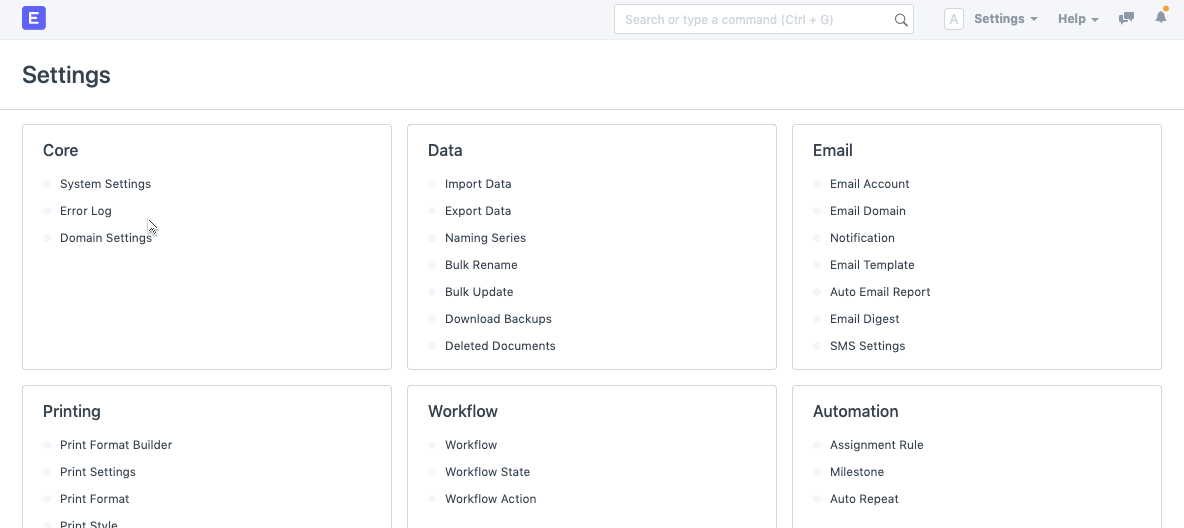 E
Search or type a command (Ctrl + G)
A
Settings
Help
Settings
Core
System Settings
Error Log
Domain Settings
Data
Import Data
Export Data
Naming Series
Bulk Rename
Bulk Update
Download Backups
Deleted Documents
Email
Email Account
Email Domain
Notification
Email Template
Auto Email Report
Email Digest
SMS Settings
Printing
Print Format Builder
Print Settings
Print Format
Print Style
Workflow
Workflow
Workflow State
Workflow Action
Automation
Assignment Rule
Milestone
Auto Repeat